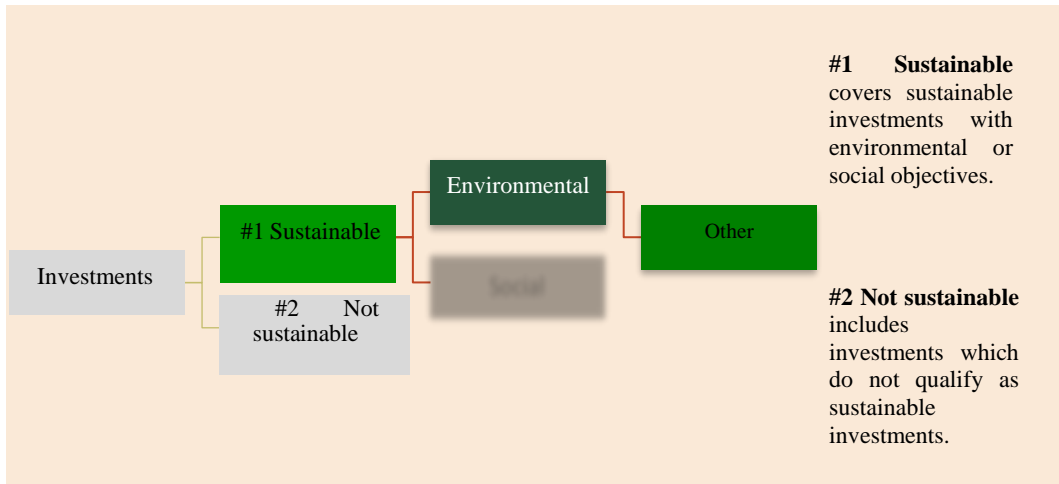 Investments
#1 Sustainable
#2 Not
sustainable
Environmental
Social
Other
#1 Sustainable
covers sustainable
investments with
environmental or
social objectives.
#2 Not sustainable
includes
investments which
do not qualify as
sustainable
investments.